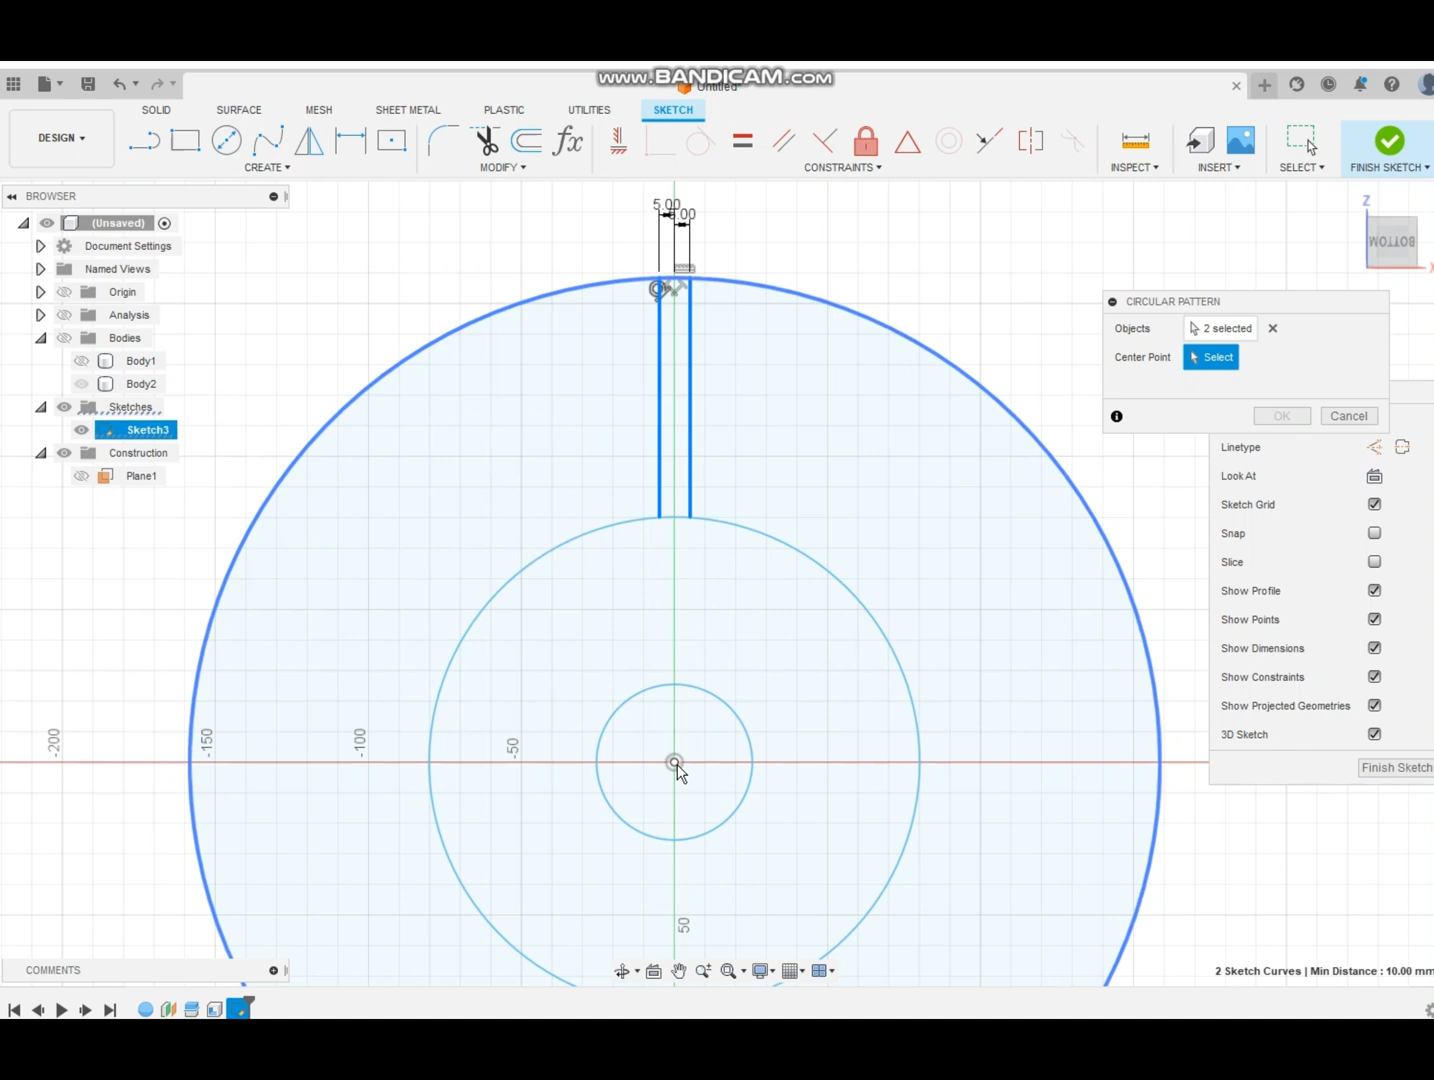 www.BANDICAM.com
Untitled*
SOLID SURFACE MESH SHEET METAL PLASTIC UTILITIES SKETCH
DESIGN
CREATE MODIFY CONSTRAINTS INSPECT INSERT SELECT FINISH SKETCH
fx
BROWSER
(Unsaved)
Document Settings
Named Views
Origin
Analysis
Bodies
Body1
Body2
Sketches
Sketch3
Construction
Plane1
5.00
5.00
Z
BOTTOM
X
CIRCULAR PATTERN
Objects 2 selected
Center Point Select
OK Cancel
Linetype
Look At
Sketch Grid
Snap
Slice
Show Profile
Show Points
Show Dimensions
Show Constraints
Show Projected Geometries
3D Sketch
Finish Sketch
-200
-150
-100
-50
50
COMMENTS
2 Sketch Curves | Min Distance : 10.00 mm